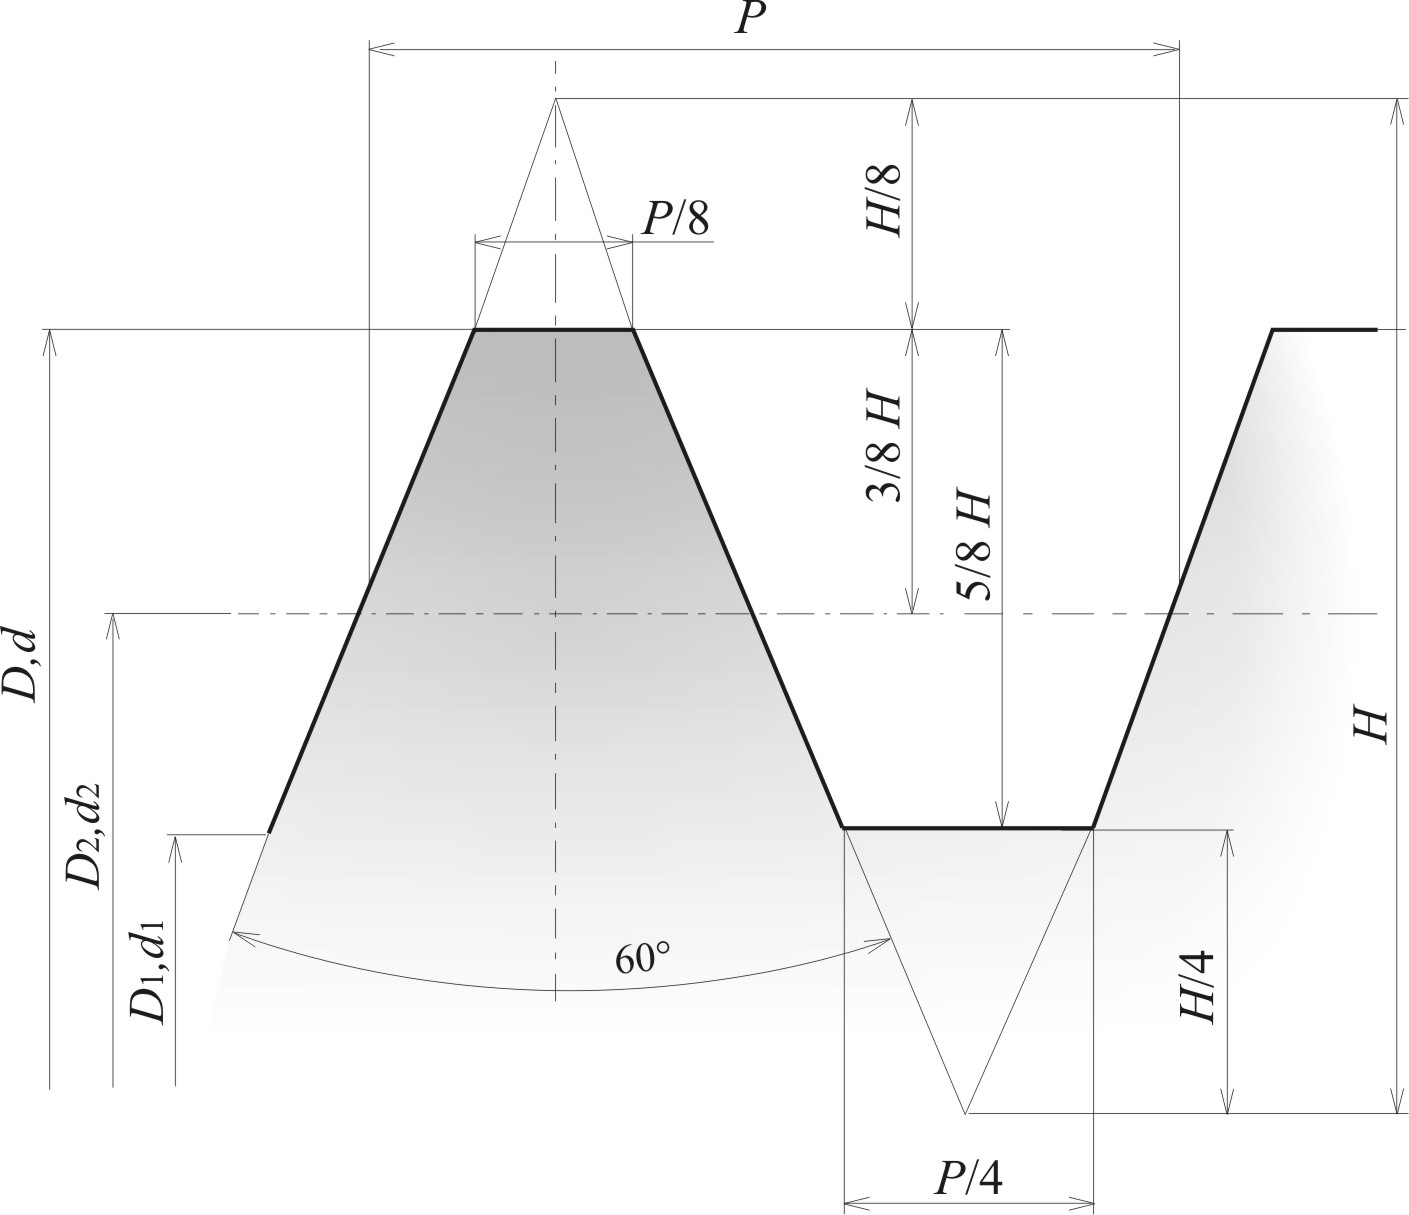 P
H/8
P/8
3/8 H
5/8 H
D,d
H
D2,d2
D1,d1
60°
H/4
P/4